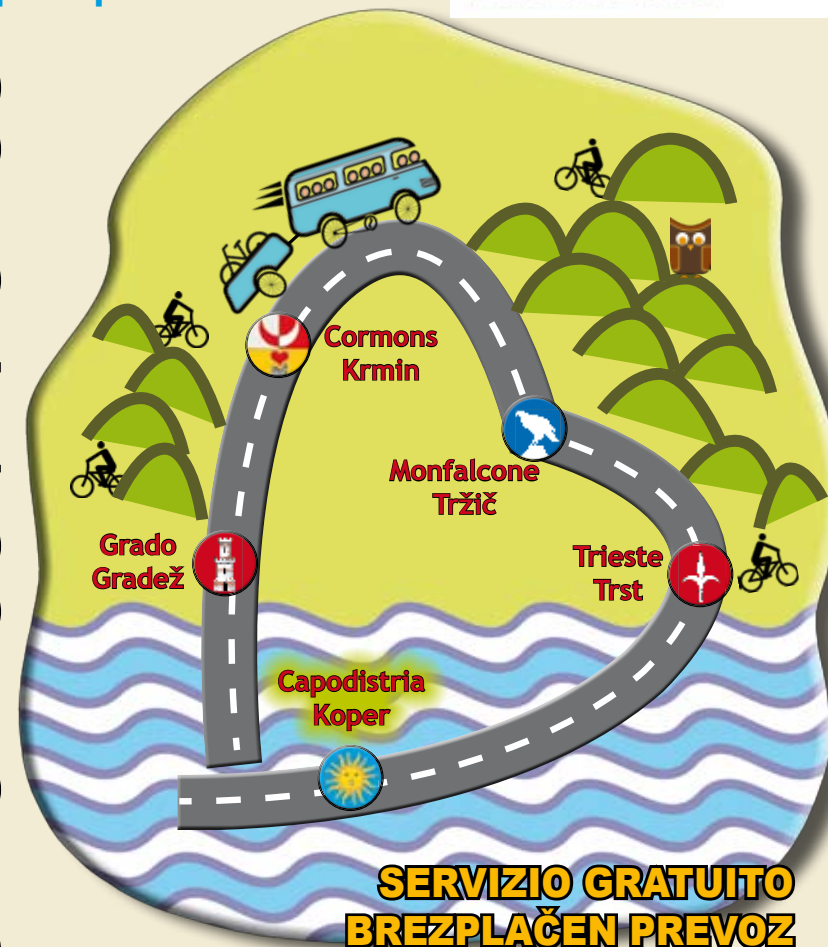 Cormons
Krmin
Monfalcone
Tržič
Grado
Gradež
Trieste
Trst
Capodistria
Koper
SERVIZIO GRATUITO
BREZPLAČEN PREVOZ